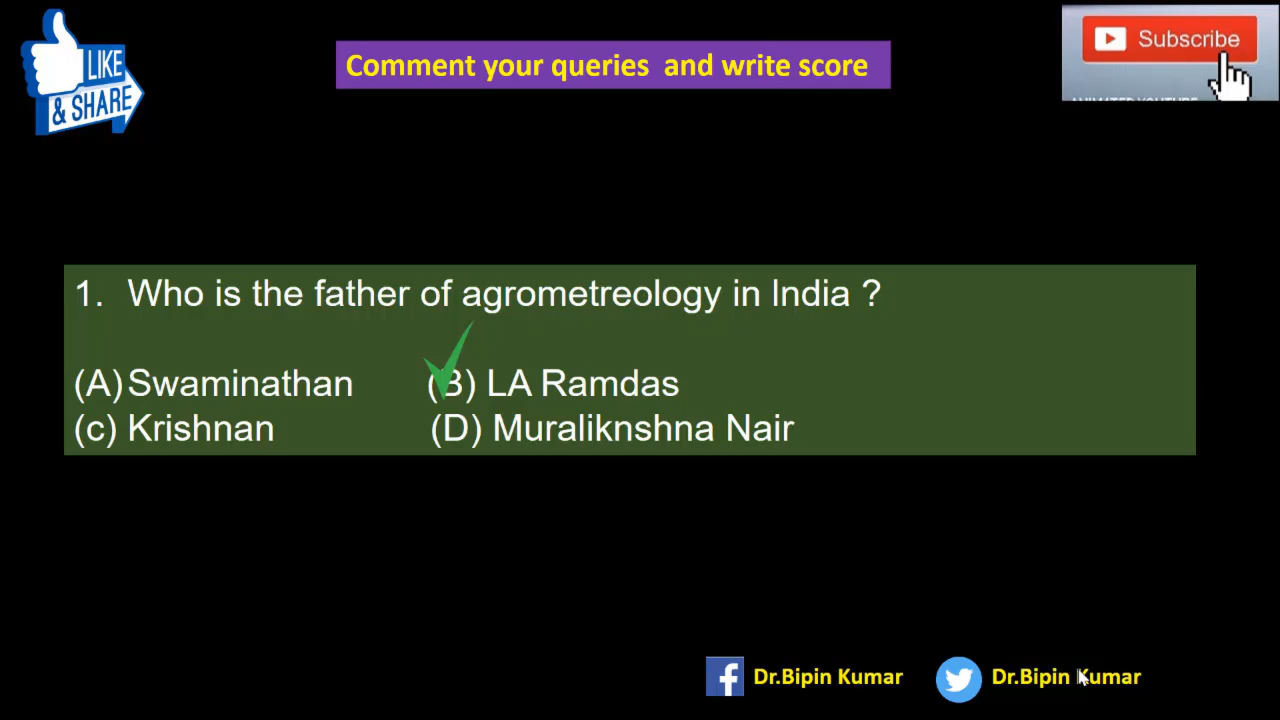 LIKE
& SHARE
Comment your queries and write score
Subscribe
1. Who is the father of agrometreology in India ?
(A) Swaminathan (B) LA Ramdas
(c) Krishnan (D) Muraliknshna Nair
Dr.Bipin Kumar Dr.Bipin Kumar